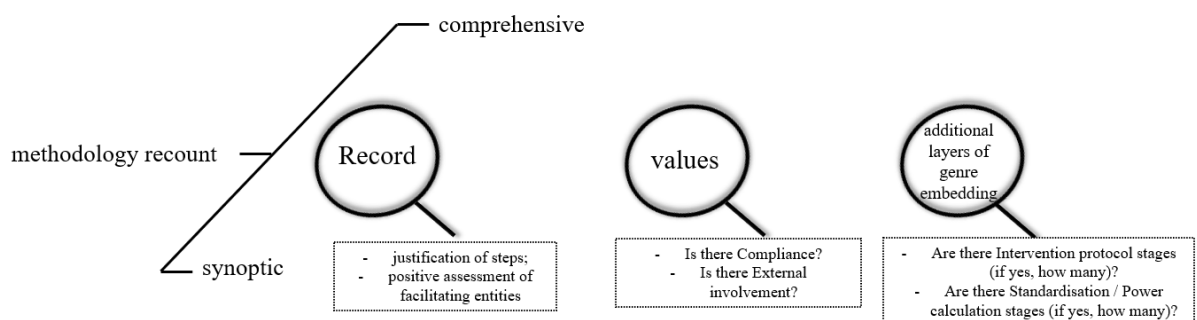 comprehensive
methodology recount
synoptic
Record
- justification of steps;
- positive assessment of
facilitating entities
values
- Is there Compliance?
- Is there External
involvement?
additional
layers of
genre
embedding
- Are there Intervention protocol stages
(if yes, how many)?
- Are there Standardisation / Power
calculation stages (if yes, how many)?